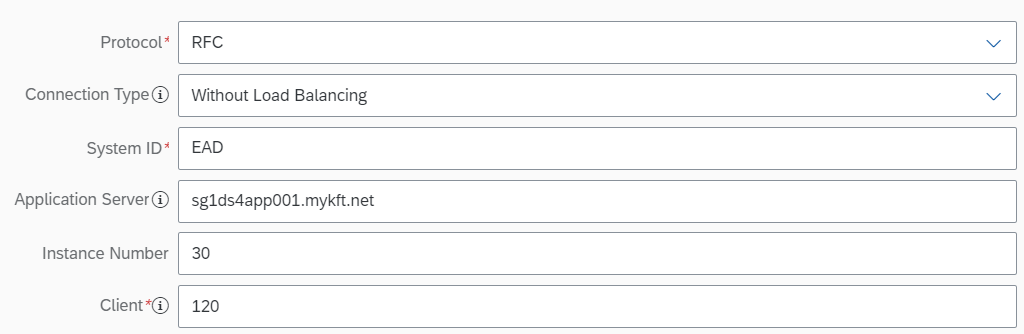 Protocol* RFC
Connection Type Without Load Balancing
System ID* EAD
Application Server sg1ds4app001.mykft.net
Instance Number 30
Client* 120